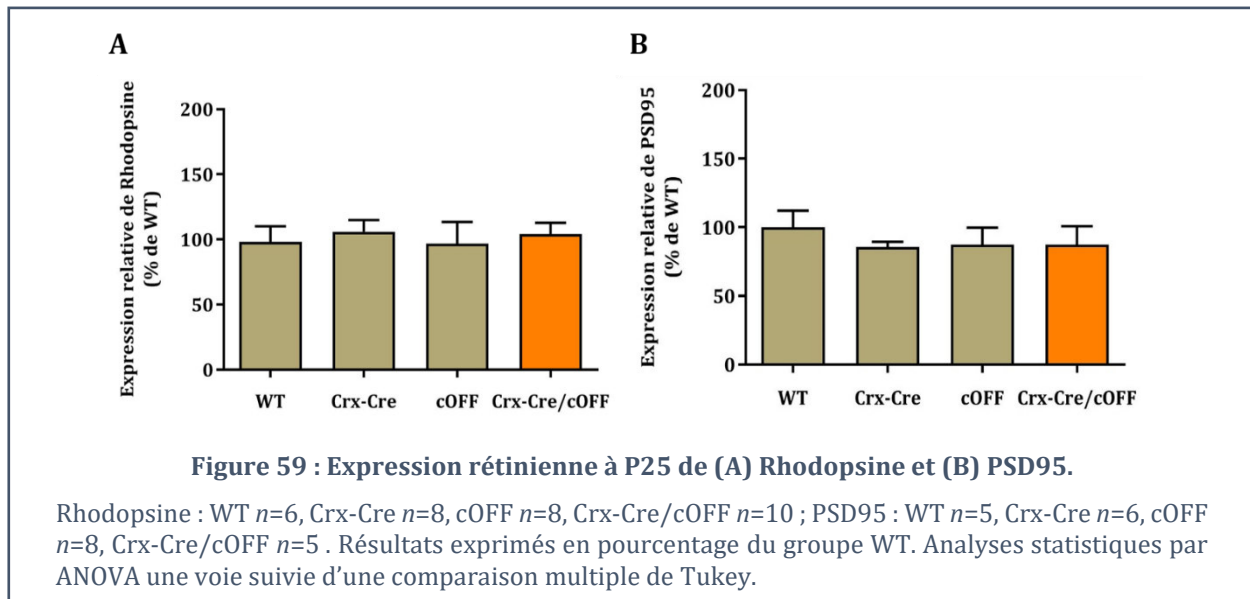 A
Expression relative de Rhodopsine
(% de WT)
200
150
100
50
0
WT Crx-Cre cOFF Crx-Cre/cOFF
B
Expression relative de PSD95
(% de WT)
200
150
100
50
0
WT Crx-Cre cOFF Crx-Cre/cOFF
Figure 59 : Expression rétinienne à P25 de (A) Rhodopsine et (B) PSD95.
Rhodopsine : WT n=6, Crx-Cre n=8, cOFF n=8, Crx-Cre/cOFF n=10 ; PSD95 : WT n=5, Crx-Cre n=6, cOFF
n=8, Crx-Cre/cOFF n=5 . Résultats exprimés en pourcentage du groupe WT. Analyses statistiques par
ANOVA une voie suivie d’une comparaison multiple de Tukey.